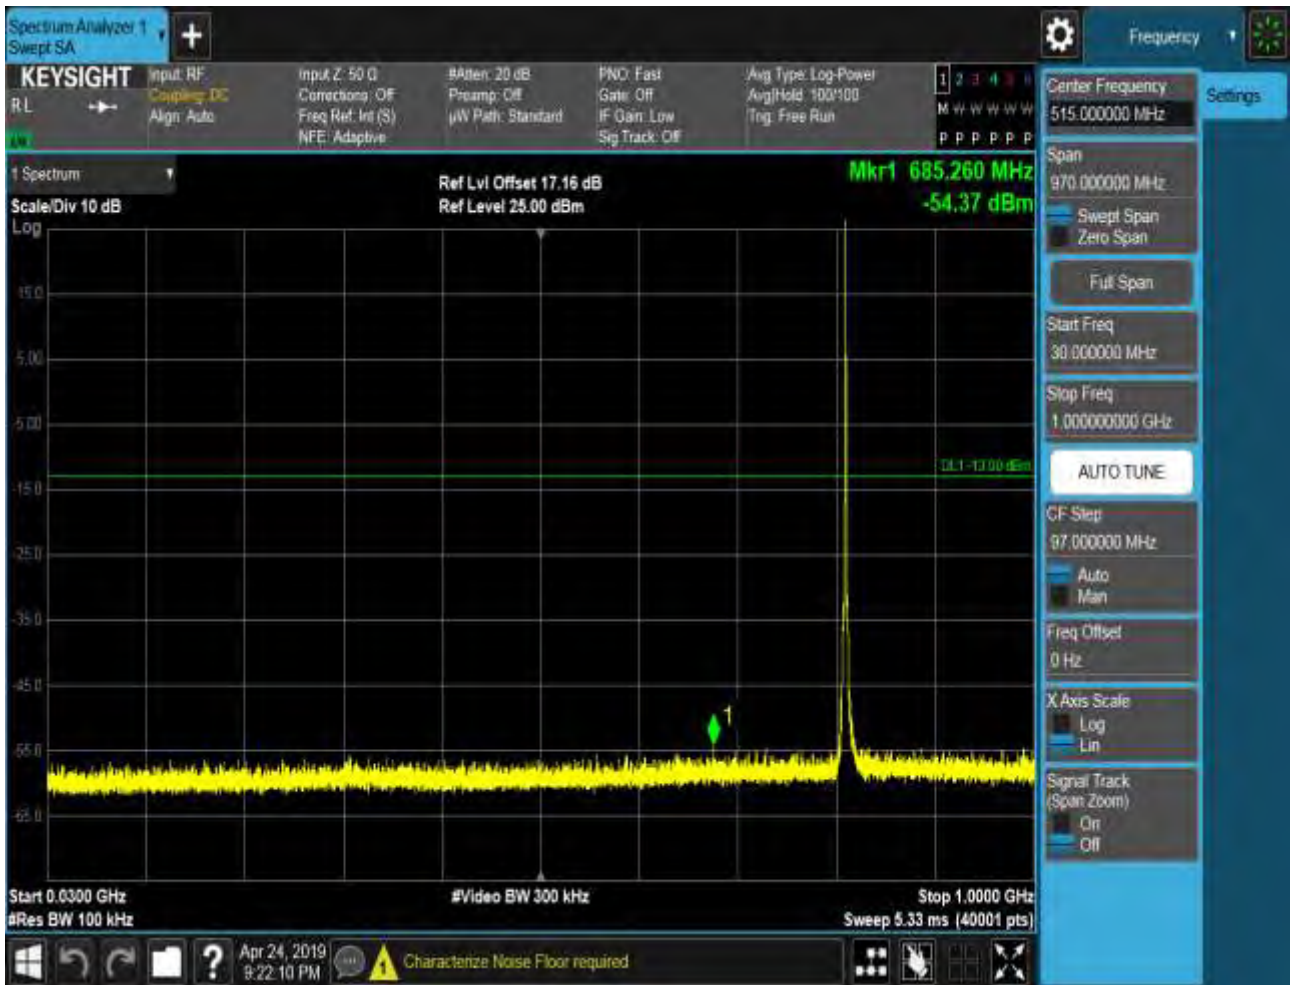 Spectrum Analyzer 1
Swept SA
+
Frequency
KEYSIGHT
RL
Input: RF
Coupling: DC
Align: Auto
Input Z: 50 Ω
Corrections: Off
Freq Ref: Int (S)
NFE: Adaptive
#Atten: 20 dB
Preamp: Off
µW Path: Standard
PNO: Fast
Gate: Off
IF Gain: Low
Sig Track: Off
Avg Type: Log-Power
Avg|Hold: 100/100
Trig: Free Run
1 2 3 4 5 6
M W W W W W
P P P P P P
1 Spectrum
Scale/Div 10 dB
Log
Ref Lvl Offset 17.16 dB
Ref Level 25.00 dBm
Mkr1 685.260 MHz
-54.37 dBm
15.0
5.00
-5.00
DL1 -13.00 dBm
-15.0
-25.0
-35.0
-45.0
1
-55.0
-65.0
Start 0.0300 GHz
#Video BW 300 kHz
Stop 1.0000 GHz
#Res BW 100 kHz
Sweep 5.33 ms (40001 pts)
?
Apr 24, 2019
9:22:10 PM
Characterize Noise Floor required
Center Frequency
515.000000 MHz
Settings
Span
970.000000 MHz
Swept Span
Zero Span
Full Span
Start Freq
30.000000 MHz
Stop Freq
1.000000000 GHz
AUTO TUNE
CF Step
97.000000 MHz
Auto
Man
Freq Offset
0 Hz
X Axis Scale
Log
Lin
Signal Track
(Span Zoom)
On
Off